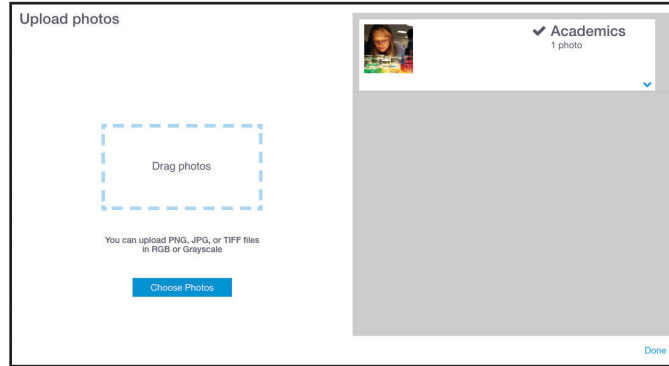 Upload photos
Academics
1 photo
Drag photos
You can upload PNG, JPG, or TIFF files
in RGB or Grayscale
Choose Photos
Done